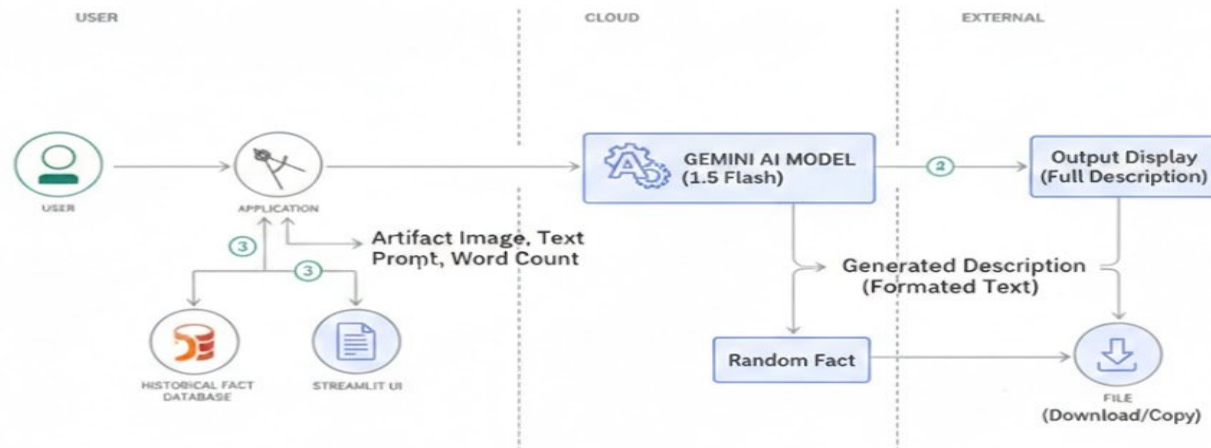 USER
CLOUD
EXTERNAL
GEMINI AI MODEL
(1.5 Flash)
2
Output Display
(Full Description)
USER
APPLICATION
3
Artifact Image, Text
Promt, Word Count
3
Generated Description
(Formated Text)
HISTORICAL FACT
DATABASE
STREAMLIT UI
Random Fact
FILE
(Download/Copy)